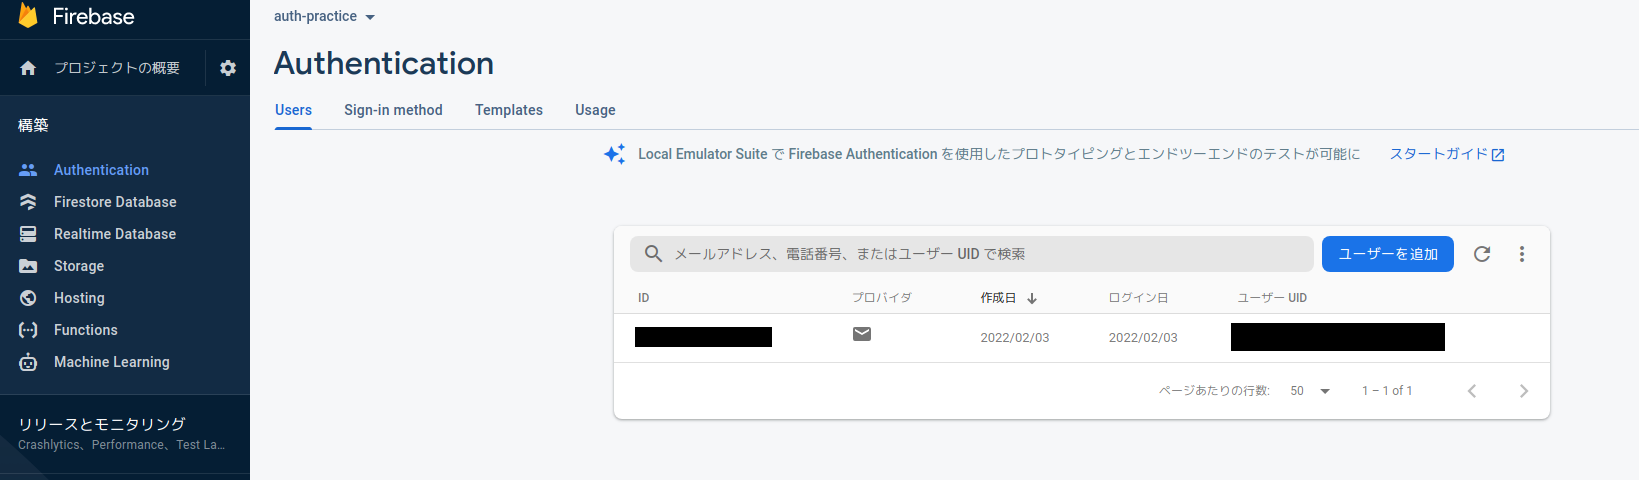 Firebase
プロジェクトの概要
構築
Authentication
Firestore Database
Realtime Database
Storage
Hosting
Functions
Machine Learning
リリースとモニタリング
Crashlytics、Performance、Test La...
auth-practice
Authentication
Users Sign-in method Templates Usage
Local Emulator Suite で Firebase Authentication を使用したプロトタイピングとエンドツーエンドのテストが可能に スタートガイド
メールアドレス、電話番号、またはユーザー UID で検索 ユーザーを追加
ID プロバイダ 作成日 ログイン日 ユーザー UID
2022/02/03 2022/02/03
ページあたりの行数: 50 1 – 1 of 1